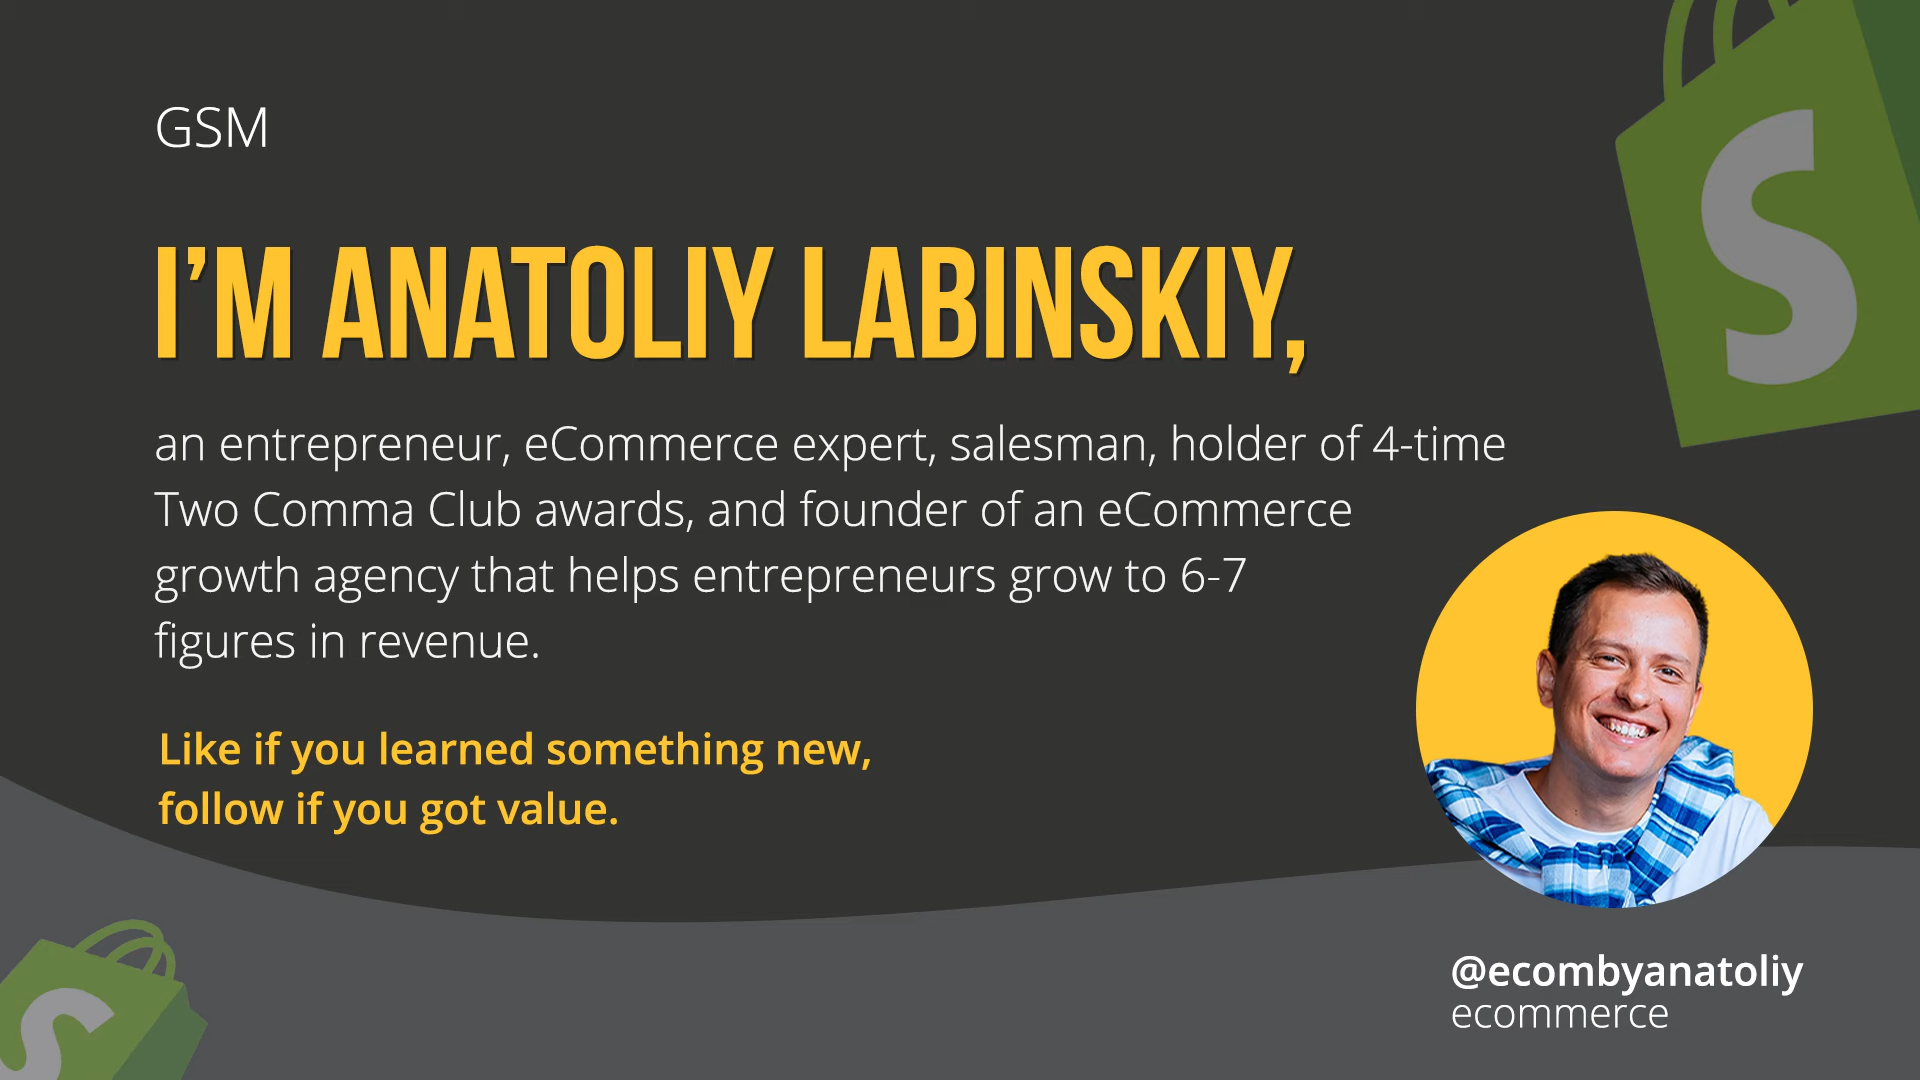 GSM
I'M ANATOLIY LABINSKIY,
an entrepreneur, eCommerce expert, salesman, holder of 4-time
Two Comma Club awards, and founder of an eCommerce
growth agency that helps entrepreneurs grow to 6-7
figures in revenue.
Like if you learned something new,
follow if you got value.
@ecombyanatoliy
ecommerce